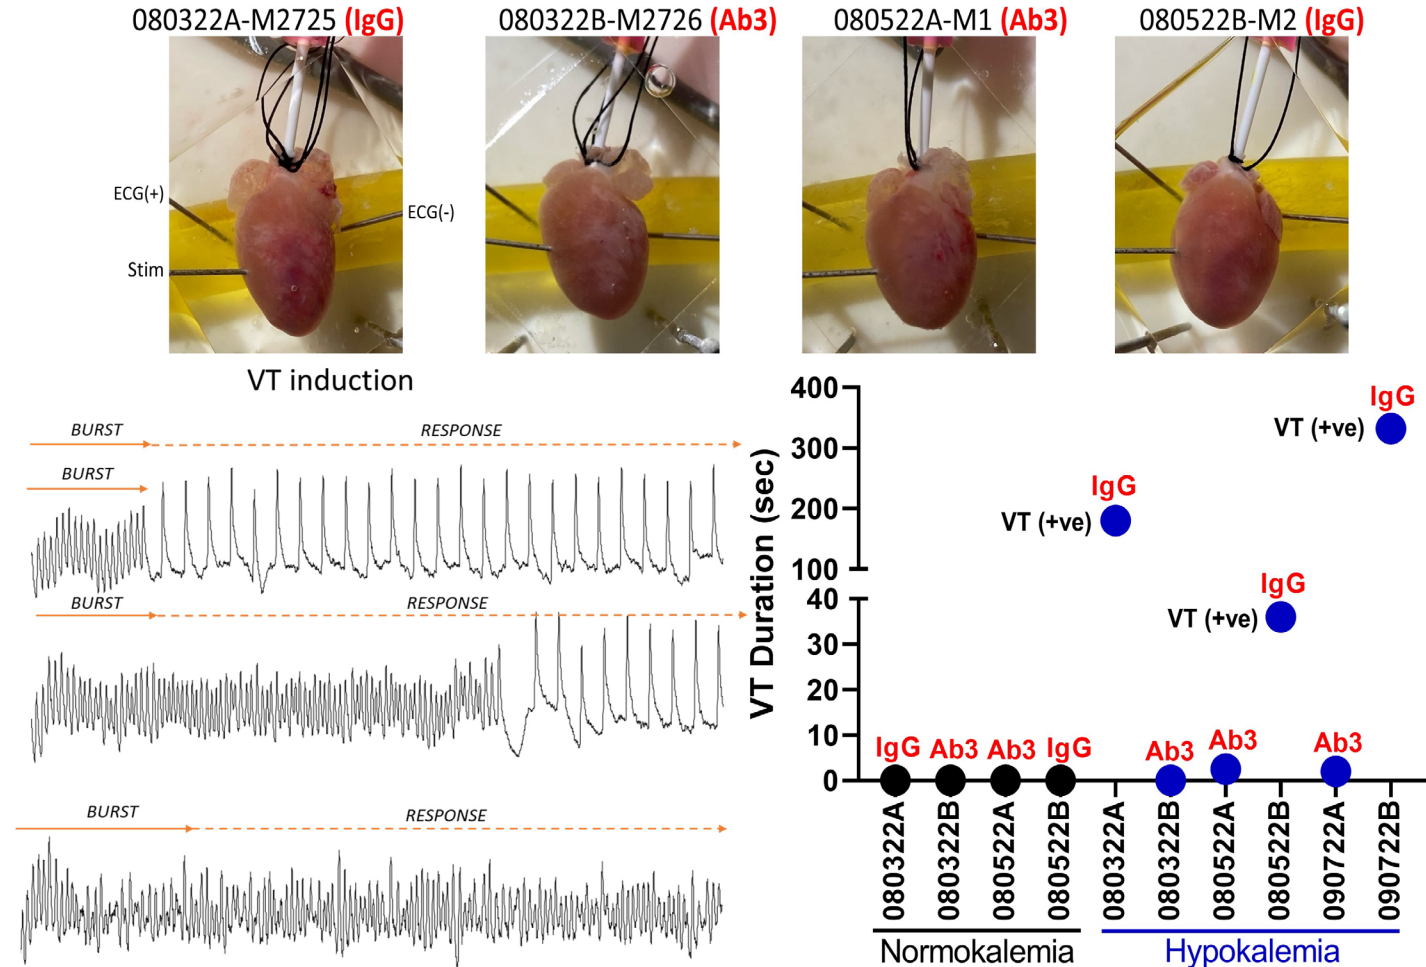 080322A-M2725 (IgG)
080322B-M2726 (Ab3)
080522A-M1 (Ab3)
080522B-M2 (IgG)
ECG(+)
ECG(-)
Stim
VT induction
BURST
RESPONSE
BURST
BURST
RESPONSE
BURST
RESPONSE
VT Duration (sec)
400
300
200
100
40
30
20
10
0
IgG
Ab3
Ab3
IgG
VT (+ve)
IgG
Ab3
Ab3
VT (+ve)
IgG
Ab3
VT (+ve)
IgG
080322A
080322B
080522A
080522B
080322A
080322B
080522A
080522B
090722A
090722B
Normokalemia
Hypokalemia